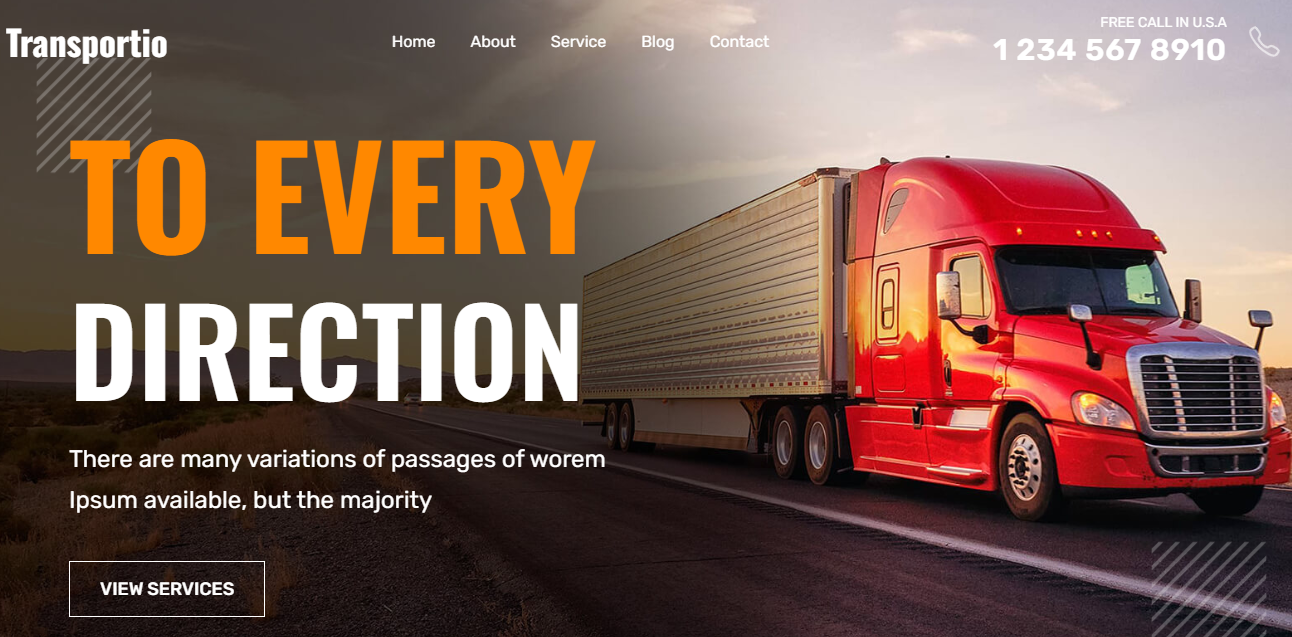 Transportio
Home About Service Blog Contact
FREE CALL IN U.S.A
1 234 567 8910
TO EVERY
DIRECTION
There are many variations of passages of worem
Ipsum available, but the majority
VIEW SERVICES